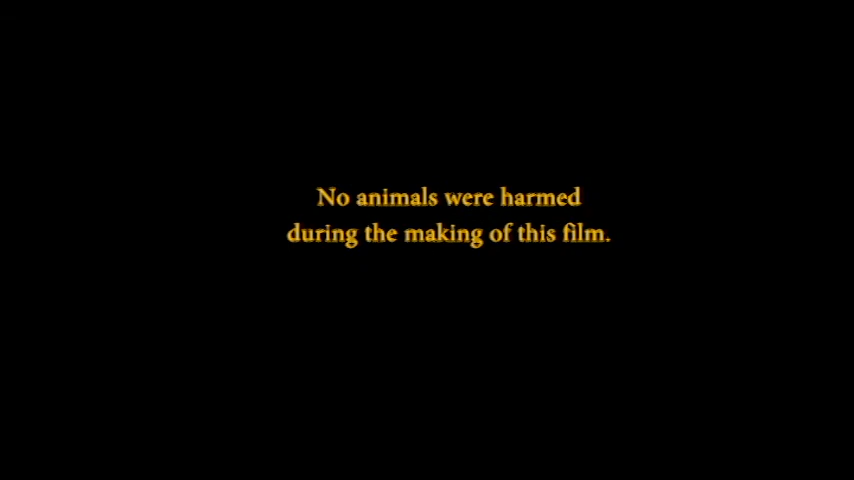 No animals were harmed
during the making of this film.